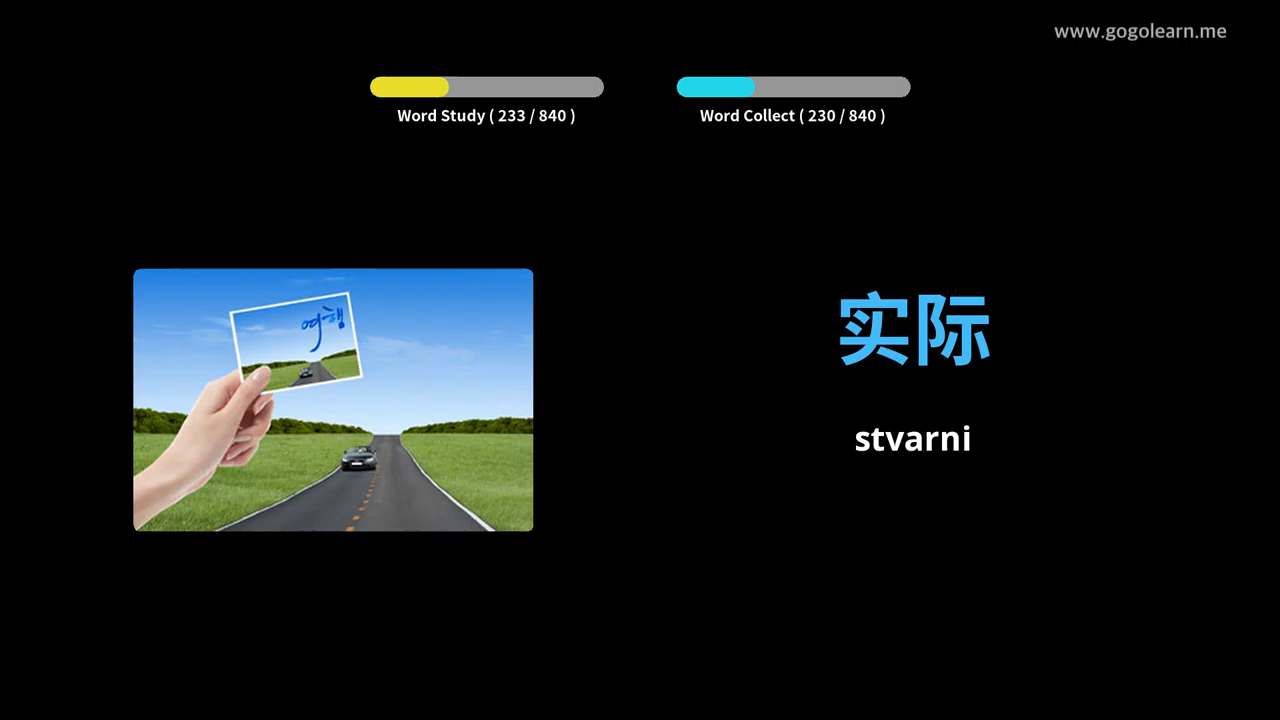 www.gogolearn.me
Word Study ( 233 / 840 )
Word Collect ( 230 / 840 )
여행
实际
stvarni